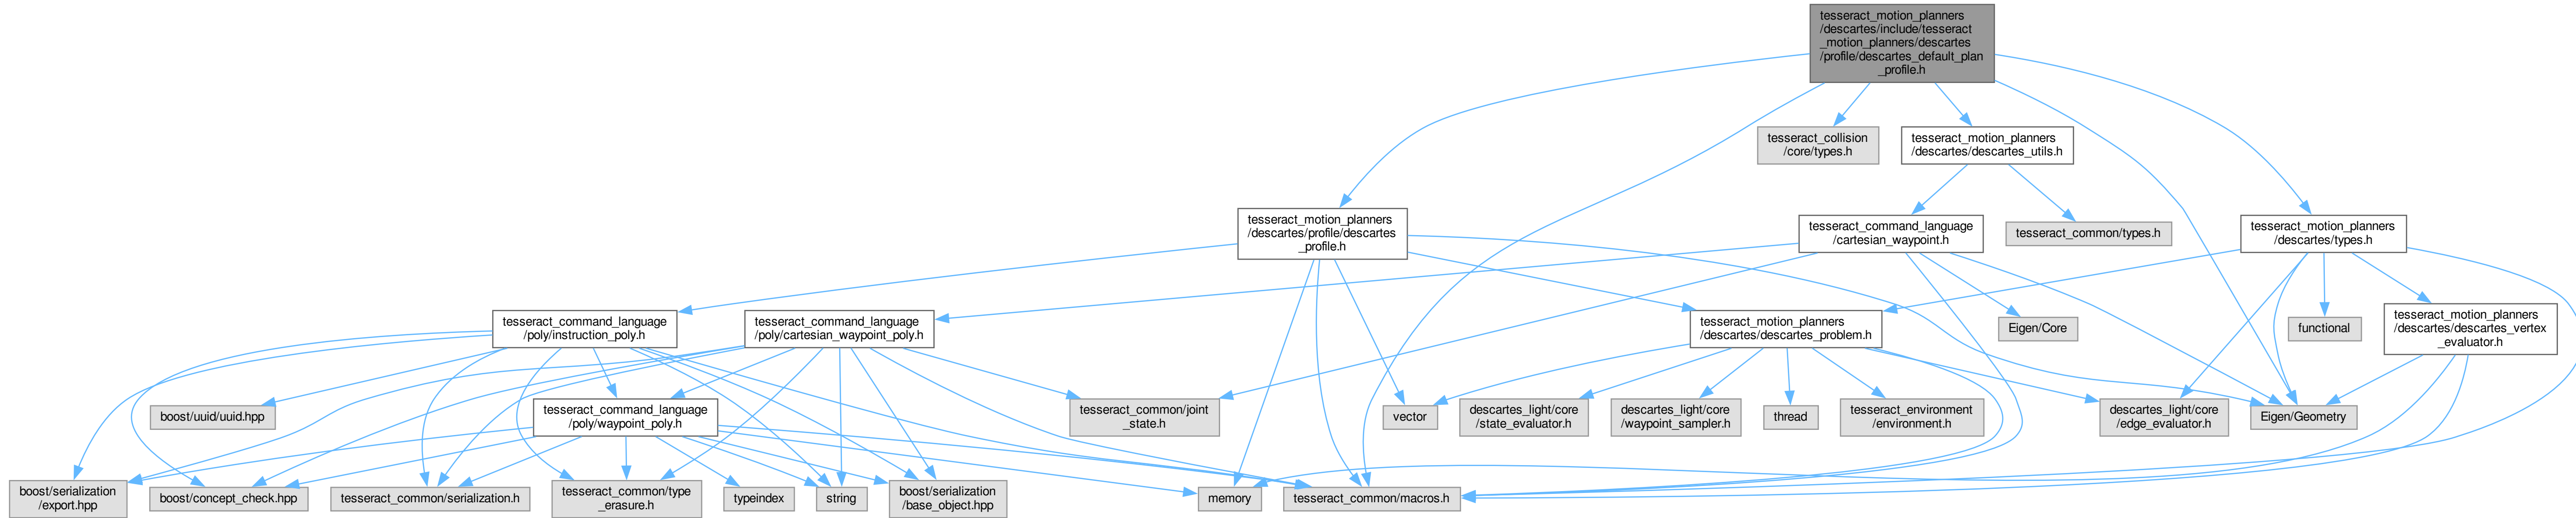 tesseract_motion_planners
/descartes/include/tesseract
_motion_planners/descartes
/profile/descartes_default_plan
_profile.h
tesseract_collision
/core/types.h
tesseract_motion_planners
/descartes/descartes_utils.h
tesseract_motion_planners
/descartes/profile/descartes
_profile.h
tesseract_command_language
/cartesian_waypoint.h
tesseract_common/types.h
tesseract_motion_planners
/descartes/types.h
tesseract_command_language
/poly/instruction_poly.h
tesseract_command_language
/poly/cartesian_waypoint_poly.h
tesseract_motion_planners
/descartes/descartes_problem.h
Eigen/Core
functional
tesseract_motion_planners
/descartes/descartes_vertex
_evaluator.h
boost/uuid/uuid.hpp
tesseract_command_language
/poly/waypoint_poly.h
tesseract_common/joint
_state.h
vector
descartes_light/core
/state_evaluator.h
descartes_light/core
/waypoint_sampler.h
thread
tesseract_environment
/environment.h
descartes_light/core
/edge_evaluator.h
Eigen/Geometry
boost/serialization
/export.hpp
boost/concept_check.hpp
tesseract_common/serialization.h
tesseract_common/type
_erasure.h
typeindex
string
boost/serialization
/base_object.hpp
memory
tesseract_common/macros.h